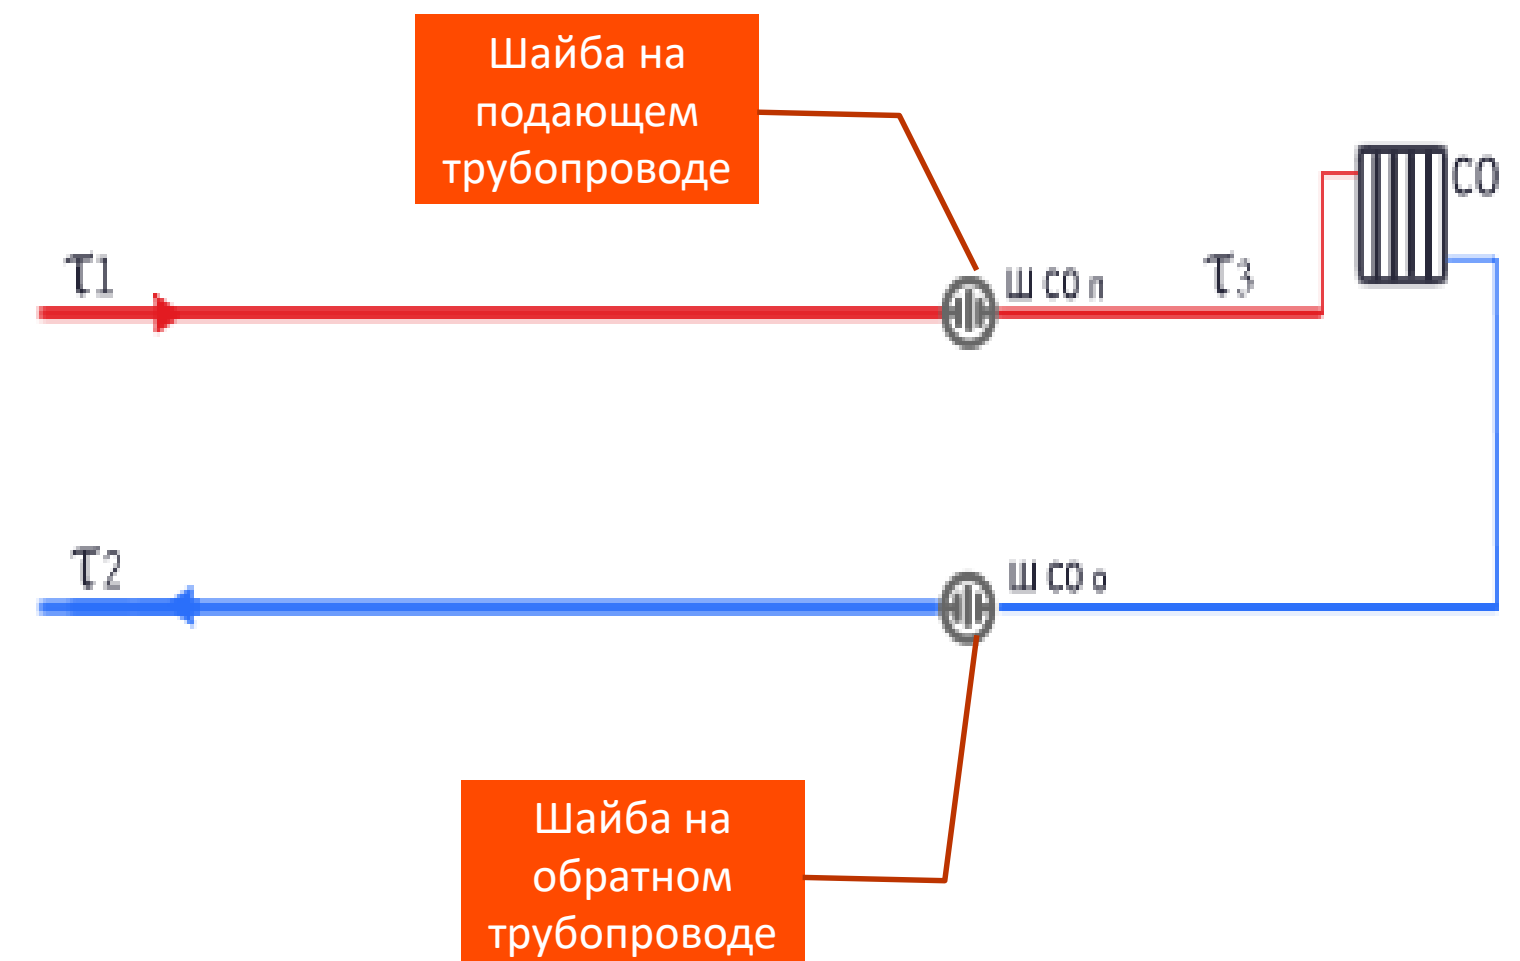 Шайба на
подающем
трубопроводе
СО
τ1
Ш СО п
τ3
τ2
Ш СО о
Шайба на
обратном
трубопроводе